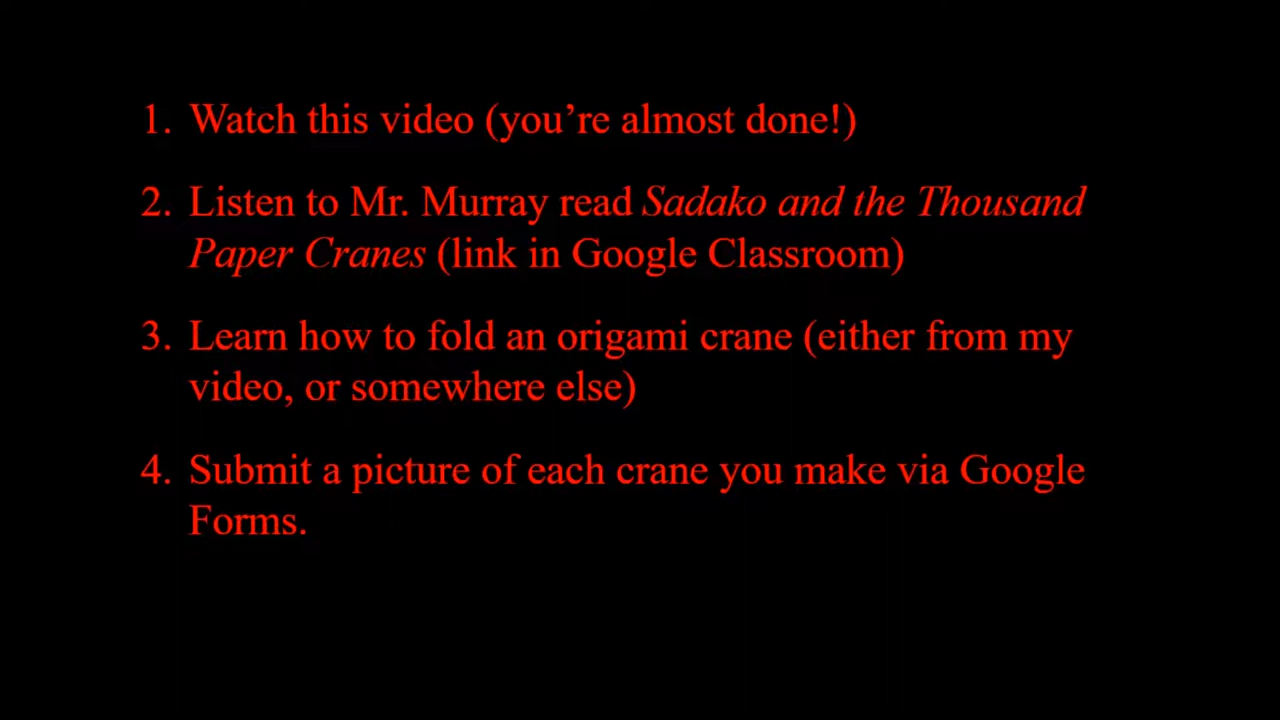 1. Watch this video (you’re almost done!)
2. Listen to Mr. Murray read Sadako and the Thousand
Paper Cranes (link in Google Classroom)
3. Learn how to fold an origami crane (either from my
video, or somewhere else)
4. Submit a picture of each crane you make via Google
Forms.